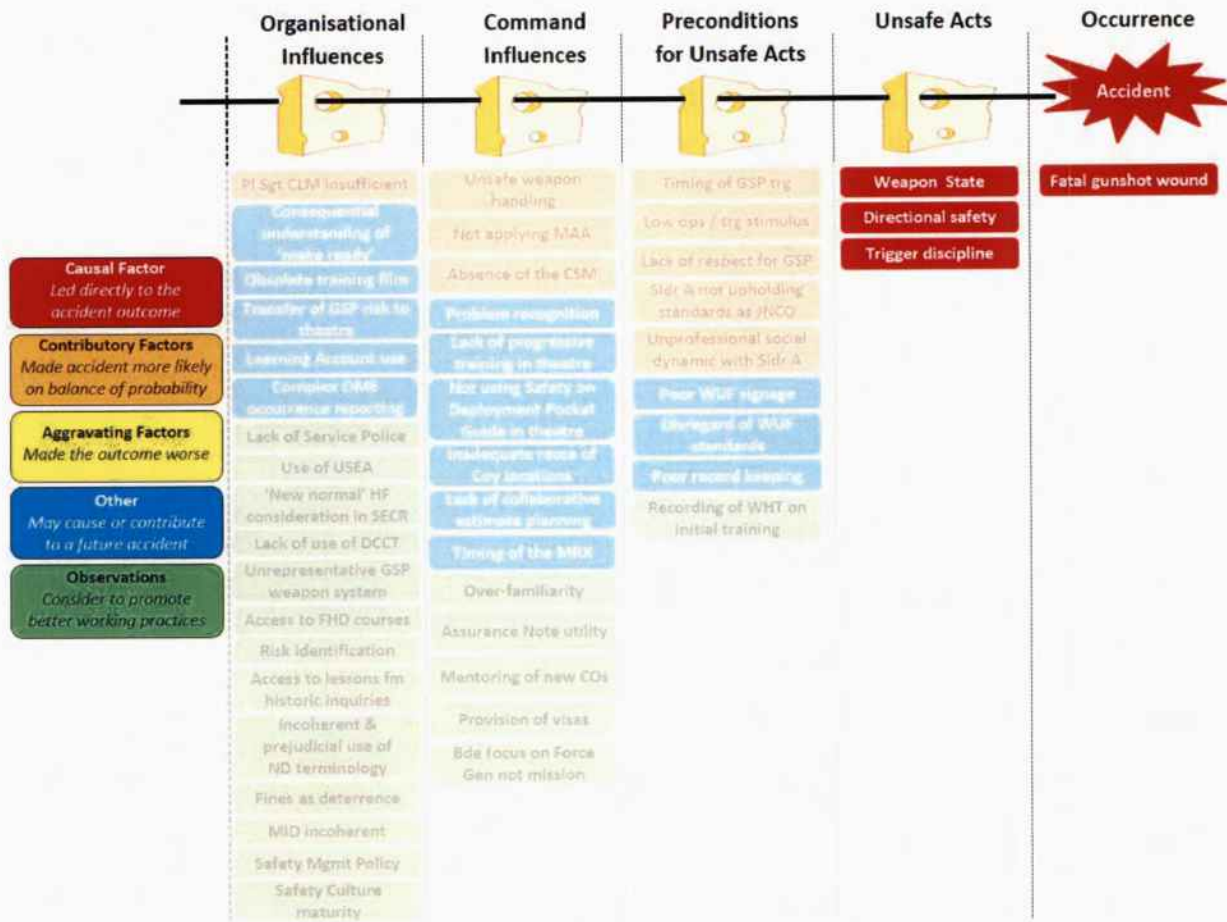 Organisational
Influences
Command
Influences
Preconditions
for Unsafe Acts
Unsafe Acts
Occurrence
Accident
Causal Factor
Led directly to the
accident outcome
Contributory Factors
Made accident more likely
on balance of probability
Aggravating Factors
Made the outcome worse
Other
May cause or contribute
to a future accident
Observations
Consider to promote
better working practices
Pl Sgt CLM insufficient
Consequential
understanding of
'make ready'
Obsolete training film
Transfer of GSP risk to
theatre
Learning Account use
Complex DME
occurrence reporting
Lack of Service Police
Use of USEA
'New normal' HF
consideration in SECR
Lack of use of DCCT
Unrepresentative GSP
weapon system
Access to FHD courses
Risk identification
Access to lessons fm
historic inquiries
Incoherent &
prejudicial use of
ND terminology
Fines as deterrence
MID incoherent
Safety Mgmt Policy
Safety Culture
maturity
Unsafe weapon
handling
Not applying MAA
Absence of the CSM
Problem recognition
Lack of progressive
training in theatre
Not using Safety on
Deployment Pocket
Guide in theatre
Inadequate recce of
Coy locations
Lack of collaborative
estimate planning
Timing of the MRX
Over-familiarity
Assurance Note utility
Mentoring of new COs
Provision of visas
Bde focus on Force
Gen not mission
Timing of GSP trg
Low ops / trg stimulus
Lack of respect for GSP
Sldr A not upholding
standards as JNCO
Unprofessional social
dynamic with Sldr A
Poor WUF signage
Disregard of WUF
standards
Poor record keeping
Recording of WHT on
initial training
Weapon State
Directional safety
Trigger discipline
Fatal gunshot wound